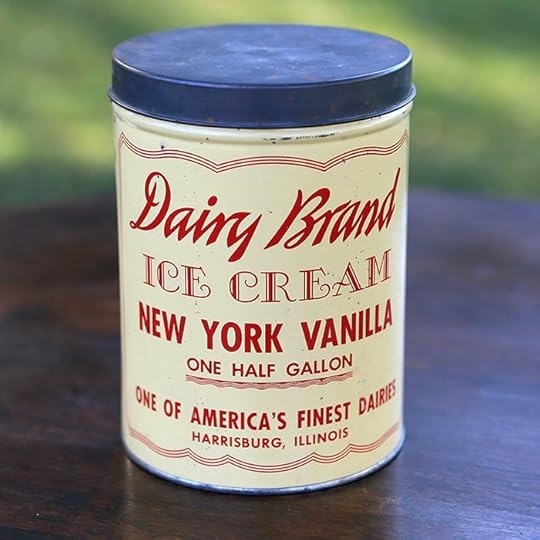 Dairy Brand
ICE CREAM
NEW YORK VANILLA
ONE HALF GALLON
ONE OF AMERICA'S FINEST DAIRIES
HARRISBURG, ILLINOIS